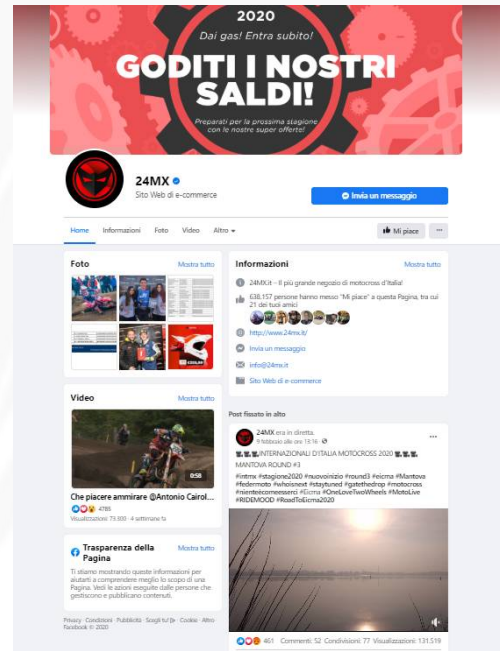 2020
Dai gas! Entra subito!
GODITI I NOSTRI
SALDI!
Preparati per la prossima stagione
con le nostre super offerte!
24MX
Sito Web di e-commerce
Invia un messaggio
Home Informazioni Foto Video Altro
Mi piace ...
Foto Mostra tutto
Informazioni Mostra tutto
24MX.it – Il più grande negozio di motocross d'Italia!
638.157 persone hanno messo "Mi piace" a questa Pagina, tra cui
21 dei tuoi amici
http://www.24mx.it/
Invia un messaggio
info@24mx.it
Sito Web di e-commerce
Video Mostra tutto
0:58
Che piacere ammirare @Antonio Cairol...
4786
Visualizzazioni: 73.300 · 4 settimane fa
Trasparenza della
Pagina
Mostra tutto
Ti stiamo mostrando queste informazioni per
aiutarti a comprendere meglio lo scopo di una
Pagina. Vedi le azioni eseguite dalle persone che
gestiscono e pubblicano contenuti.
Privacy · Condizioni · Pubblicità · Scegli tu! · Cookie · Altro
Facebook © 2020
Post fissato in alto
24MX era in diretta.
9 febbraio alle ore 13:16 ·
...
INTERNAZIONALI D'ITALIA MOTOCROSS 2020
MANTOVA ROUND #3
#intmx #stagione2020 #nuovoinizio #round3 #eicma #Mantova
#federmoto #whoisnext #staytuned #gatethedrop #motocross
#nienteècomeesserci #Eicma #OneLoveTwoWheels #MotoLive
#RIDEMOOD #RoadToEicma2020
461 Commenti: 52 Condivisioni: 77 Visualizzazioni: 131.519